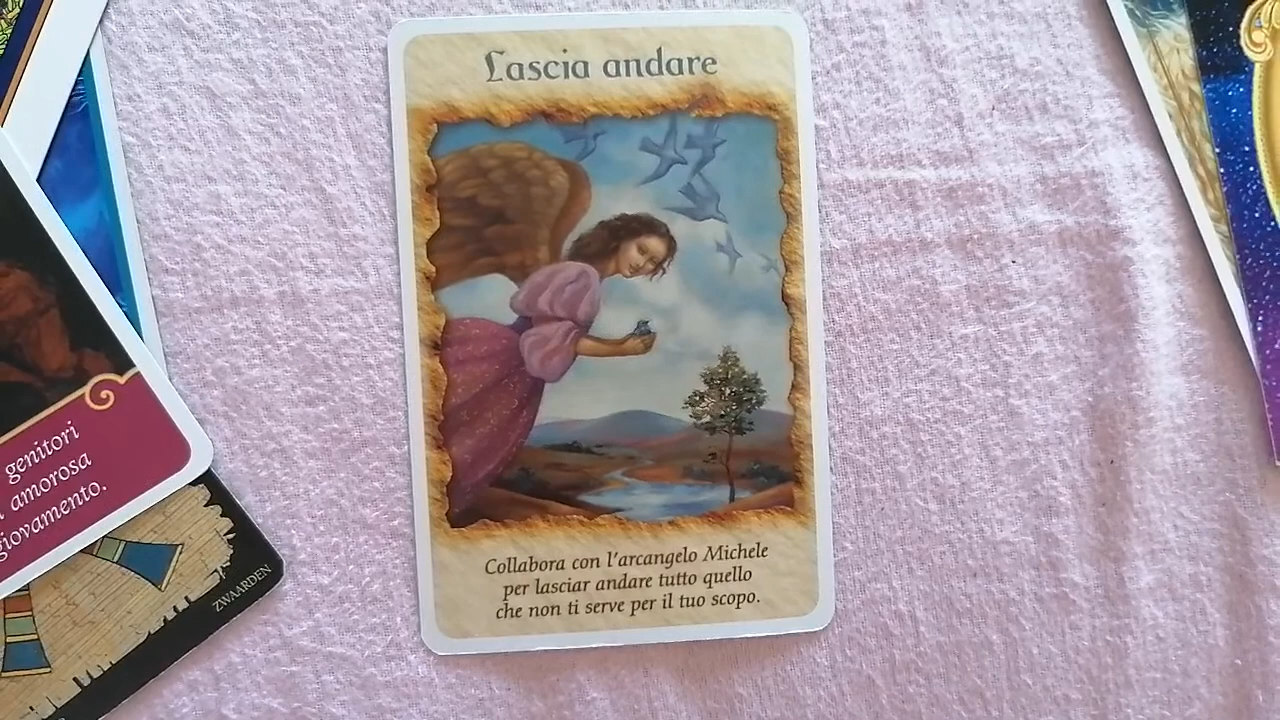 Lascia andare
Collabora con l'arcangelo Michele
per lasciar andare tutto quello
che non ti serve per il tuo scopo.
genitori
amorosa
giovamento.
ZWAARDEN